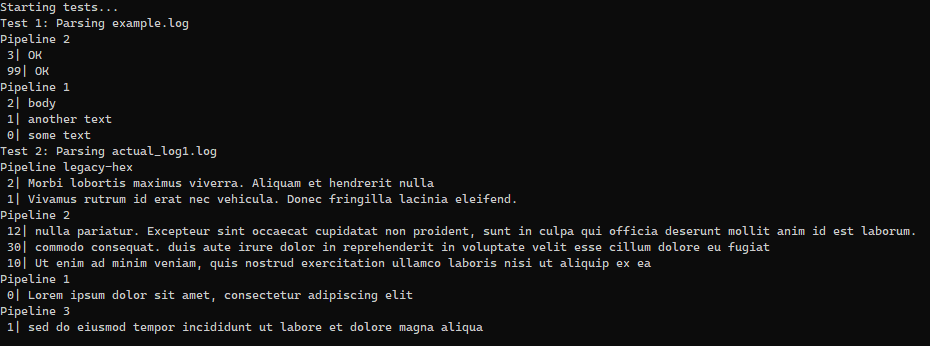 Starting tests...
Test 1: Parsing example.log
Pipeline 2
3| OK
99| OK
Pipeline 1
2| body
1| another text
0| some text
Test 2: Parsing actual_log1.log
Pipeline legacy-hex
2| Morbi lobortis maximus viverra. Aliquam et hendrerit nulla
1| Vivamus rutrum id erat nec vehicula. Donec fringilla lacinia eleifend.
Pipeline 2
12| nulla pariatur. Excepteur sint occaecat cupidatat non proident, sunt in culpa qui officia deserunt mollit anim id est laborum.
30| commodo consequat. duis aute irure dolor in reprehenderit in voluptate velit esse cillum dolore eu fugiat
10| Ut enim ad minim veniam, quis nostrud exercitation ullamco laboris nisi ut aliquip ex ea
Pipeline 1
0| Lorem ipsum dolor sit amet, consectetur adipiscing elit
Pipeline 3
1| sed do eiusmod tempor incididunt ut labore et dolore magna aliqua